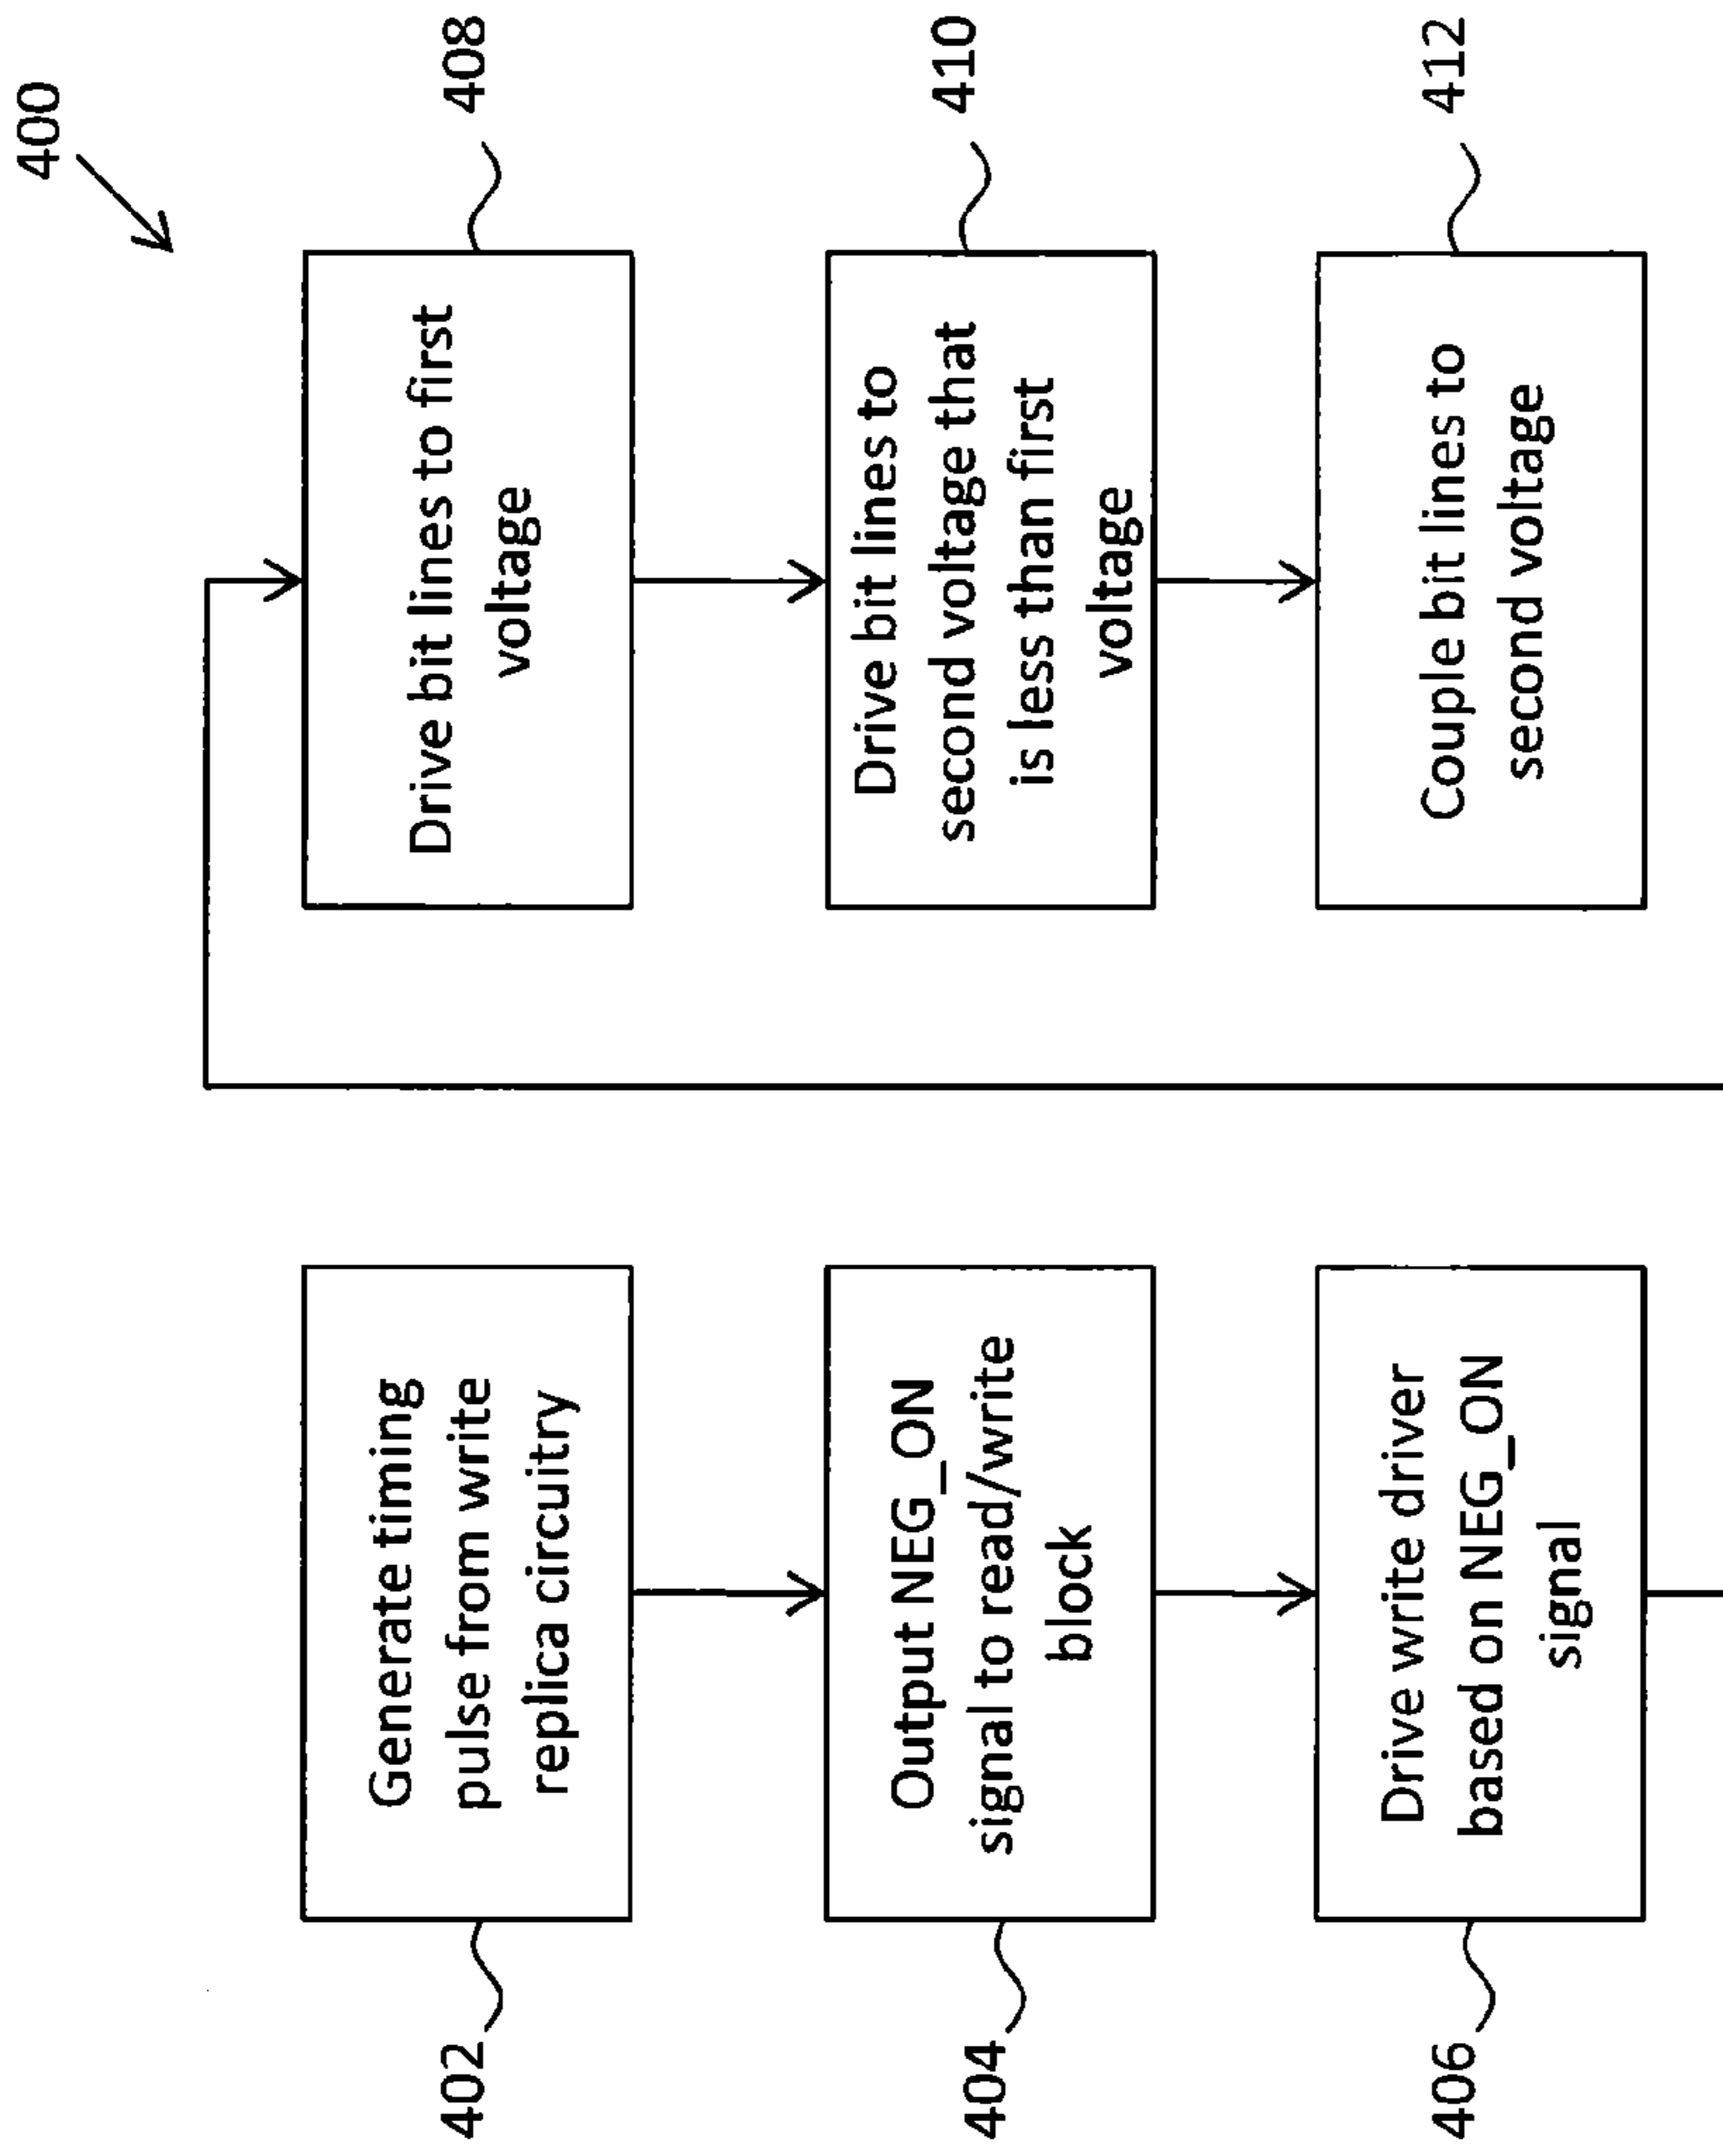 400
402
Generate timing
pulse from write
replica circuitry
404
Output NEG_ON
signal to read/write
block
406
Drive write driver
based on NEG_ON
signal
408
Drive bit lines to first
voltage
410
Drive bit lines to
second voltage that
is less than first
voltage
412
Couple bit lines to
second voltage